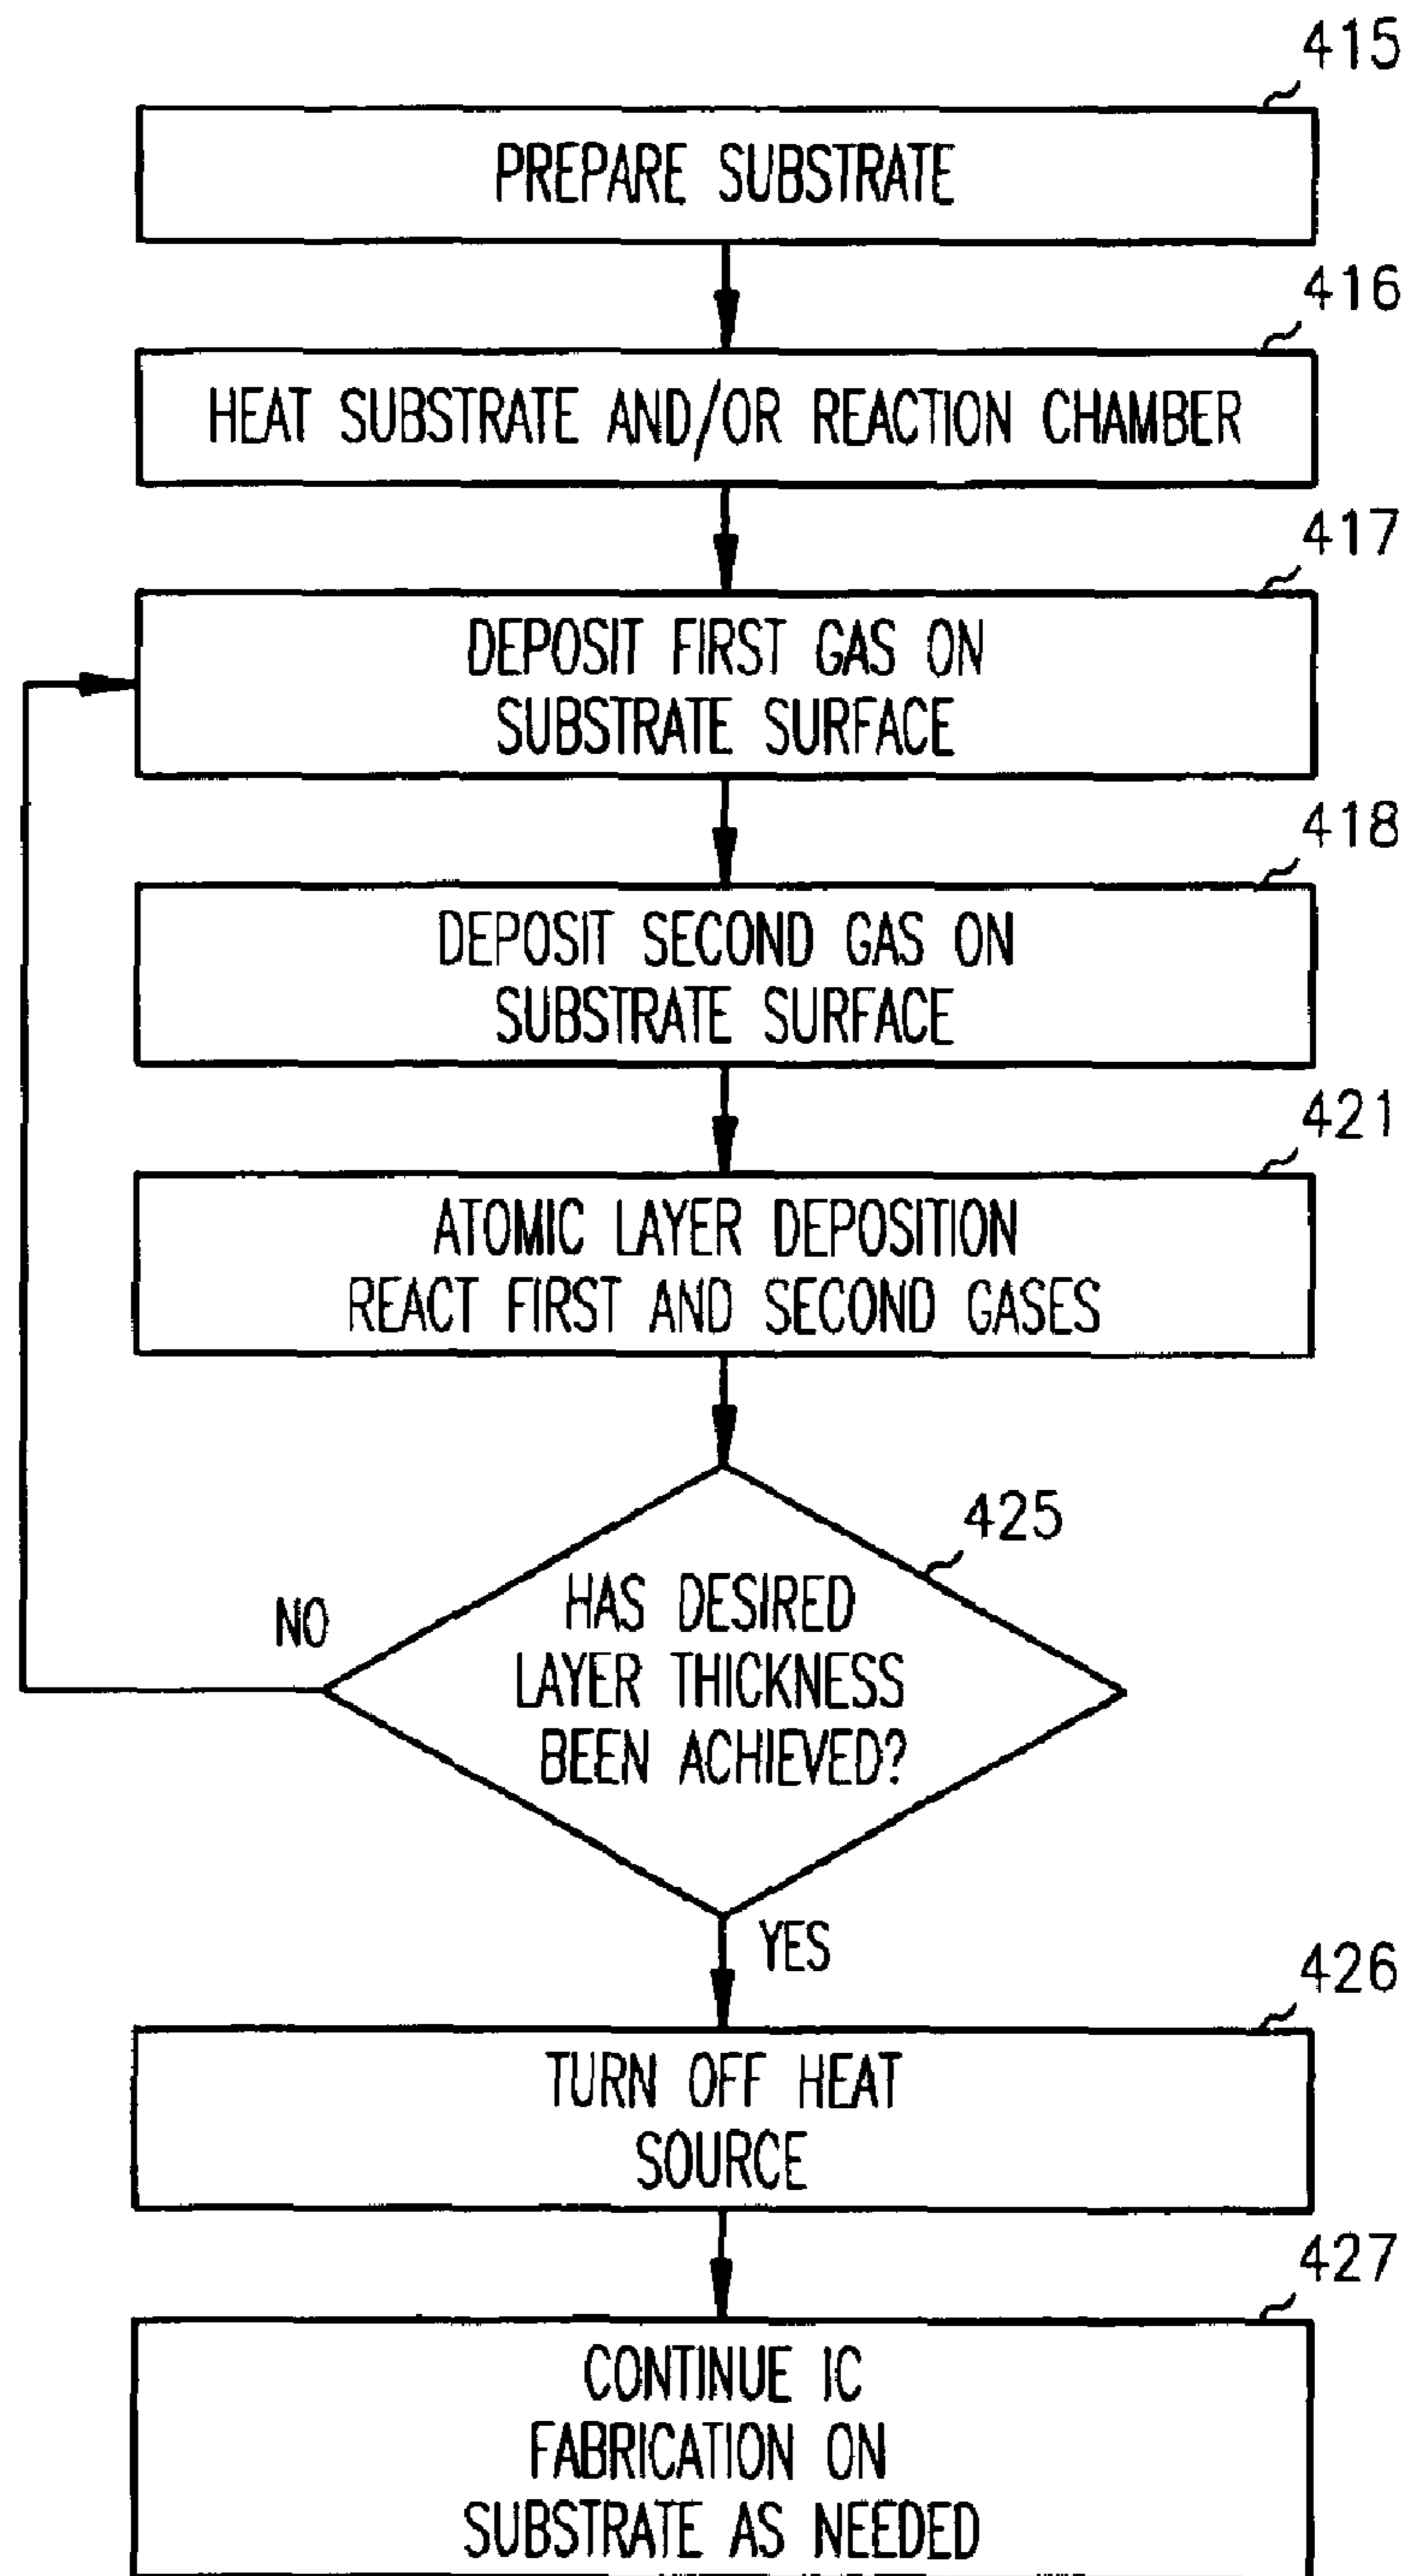 415
PREPARE SUBSTRATE
416
HEAT SUBSTRATE AND/OR REACTION CHAMBER
417
DEPOSIT FIRST GAS ON
SUBSTRATE SURFACE
418
DEPOSIT SECOND GAS ON
SUBSTRATE SURFACE
421
ATOMIC LAYER DEPOSITION
REACT FIRST AND SECOND GASES
425
HAS DESIRED
LAYER THICKNESS
BEEN ACHIEVED?
NO
YES
426
TURN OFF HEAT
SOURCE
427
CONTINUE IC
FABRICATION ON
SUBSTRATE AS NEEDED